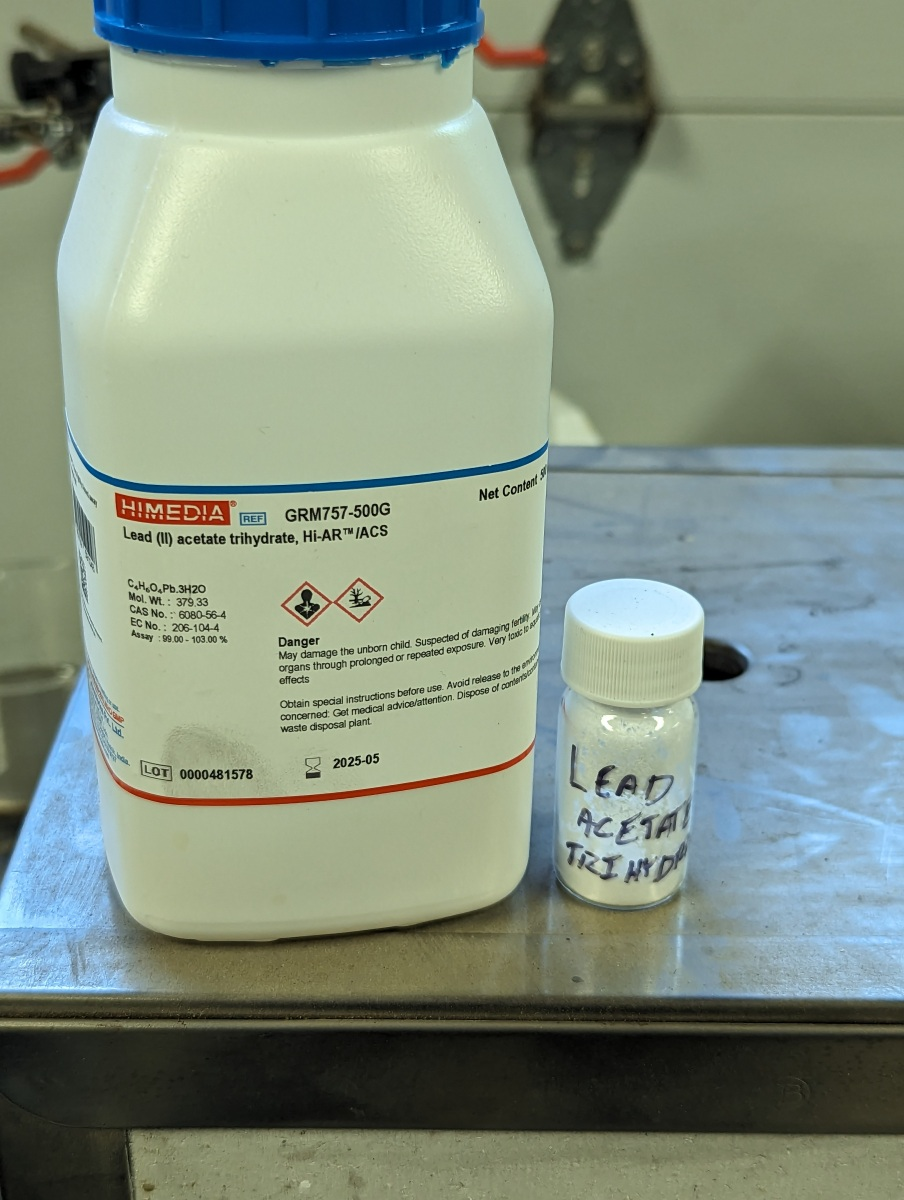 Net Content
HIMEDIA® REF GRM757-500G
Lead (II) acetate trihydrate, Hi-AR™/ACS
C₄H₆O₄Pb.3H2O
Mol. Wt. : 379.33
CAS No. : 6080-56-4
EC No. : 206-104-4
Assay : 99.00 - 103.00 %
Danger
May damage the unborn child. Suspected of damaging fertility.
organs through prolonged or repeated exposure. Very toxic to
effects
Obtain special instructions before use. Avoid release to the
concerned: Get medical advice/attention. Dispose of
waste disposal plant.
LOT 0000481578
2025-05
Ltd.
LEAD
ACETATE
TRIHYD